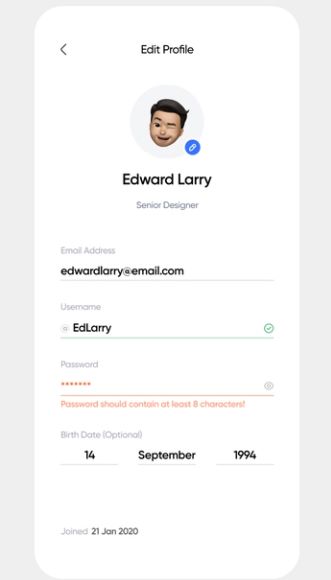 Edit Profile
Edward Larry
Senior Designer
Email Address
edwardlarry@email.com
Username
@ EdLarry
Password
*******
Password should contain at least 8 characters!
Birth Date (Optional)
14 September 1994
Joined 21 Jan 2020